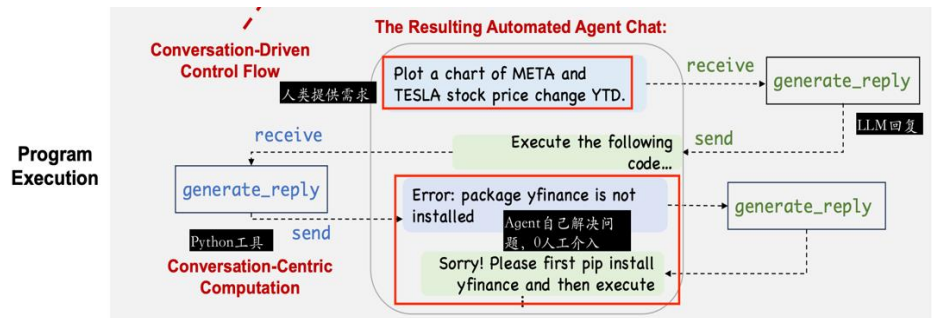 The Resulting Automated Agent Chat:
Conversation-Driven
Control Flow
Plot a chart of META and
TESLA stock price change YTD.
receive
generate_reply
人类提供需求
LLM回复
receive
Execute the following
code...
send
Program
Execution
generate_reply
Error: package yfinance is not
installed
generate_reply
Agent自己解决问
题，0人工介入
Python工具
send
Sorry! Please first pip install
yfinance and then execute
Conversation-Centric
Computation